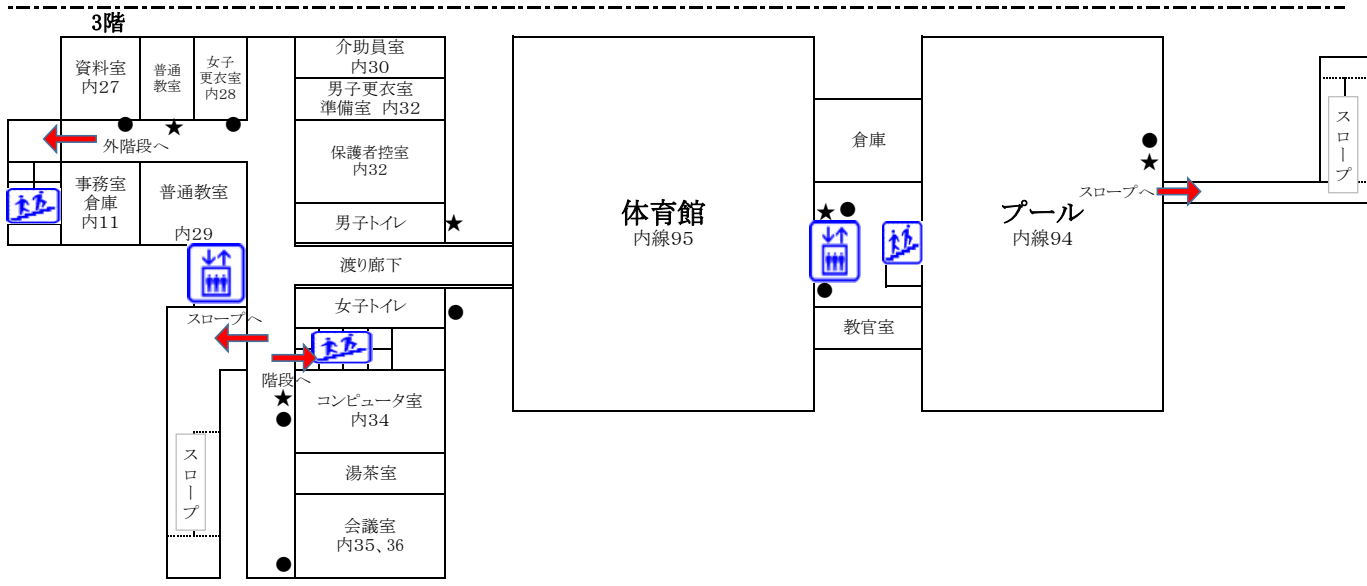 3階
資料室
内27
普通
教室
女子
更衣室
内28
介助員室
内30
男子更衣室
準備室 内32
保護者控室
内32
男子トイレ
外階段へ
事務室
倉庫
内11
普通教室
内29
渡り廊下
女子トイレ
スロープへ
階段へ
コンピュータ室
内34
湯茶室
会議室
内35、36
スロープ
体育館
内線95
倉庫
教官室
プール
内線94
スロープへ
スロープ